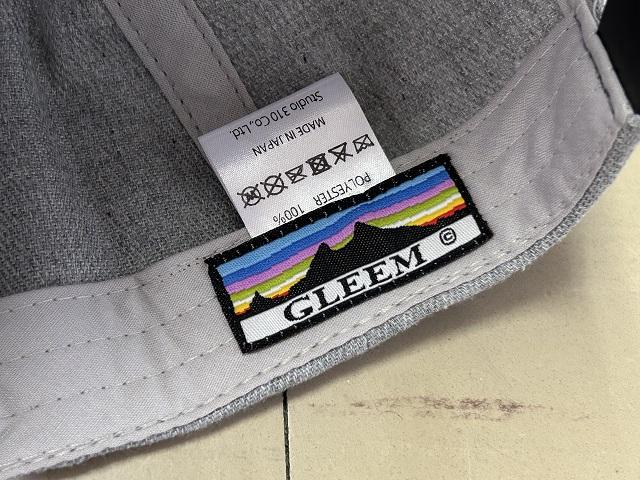 Studio 310 Co.,Ltd.
MADE IN JAPAN
POLYESTER 100%
GLEEM ©